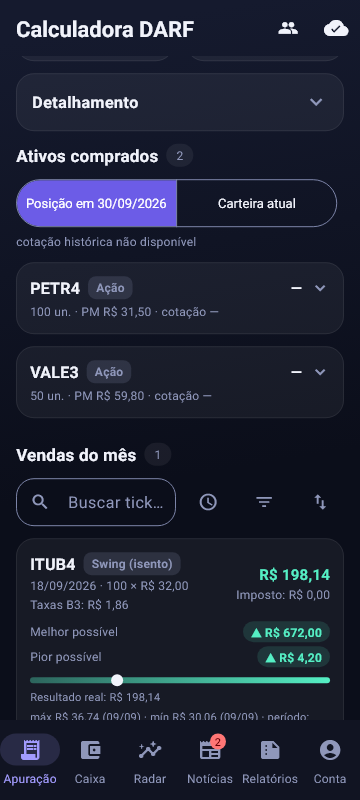 Calculadora DARF
Detalhamento
Ativos comprados 2
Posição em 30/09/2026 Carteira atual
cotação histórica não disponível
PETR4 Ação —
100 un. · PM R$ 31,50 · cotação —
VALE3 Ação —
50 un. · PM R$ 59,80 · cotação —
Vendas do mês 1
Buscar tick...
ITUB4 Swing (isento)
R$ 198,14
18/09/2026 · 100 × R$ 32,00
Imposto: R$ 0,00
Taxas B3: R$ 1,86
Melhor possível ▲ R$ 672,00
Pior possível ▲ R$ 4,20
Resultado real: R$ 198,14
máx R$ 36,74 (09/09) · mín R$ 30,06 (09/09) · período:
2
Apuração Caixa Radar Notícias Relatórios Conta